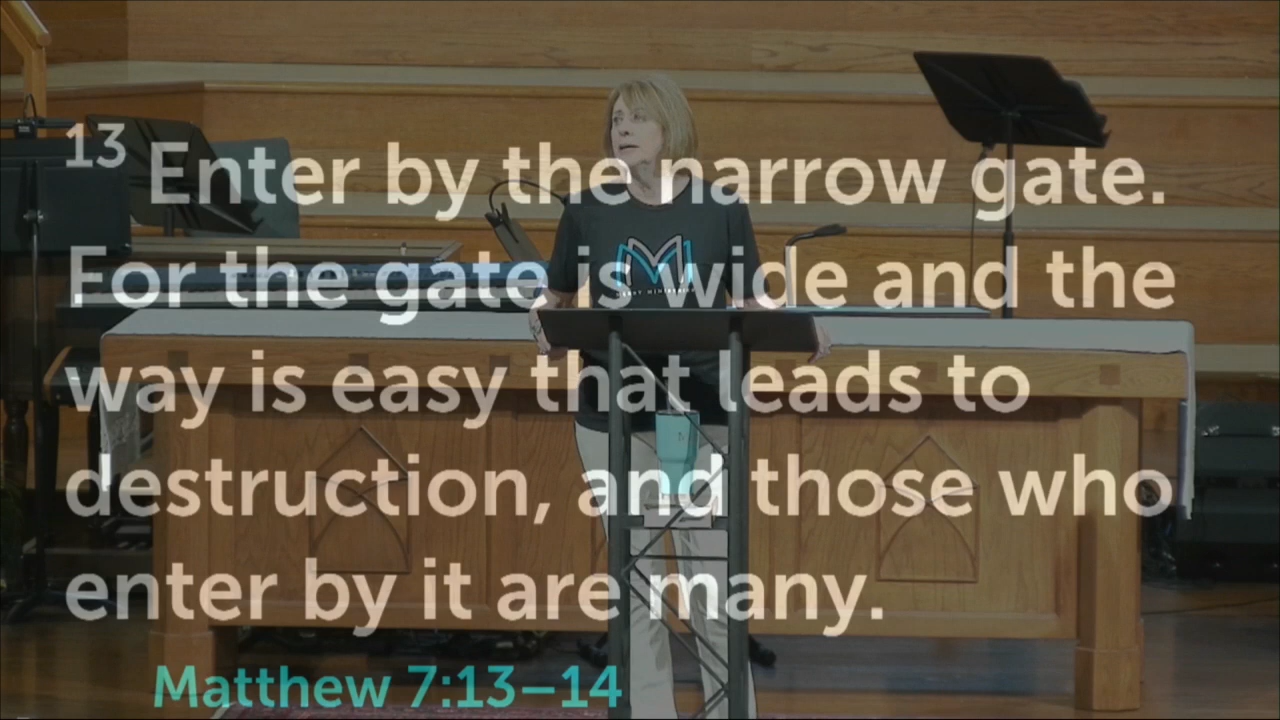 13 Enter by the narrow gate.
For the gate is wide and the
way is easy that leads to
destruction, and those who
enter by it are many.
Matthew 7:13–14